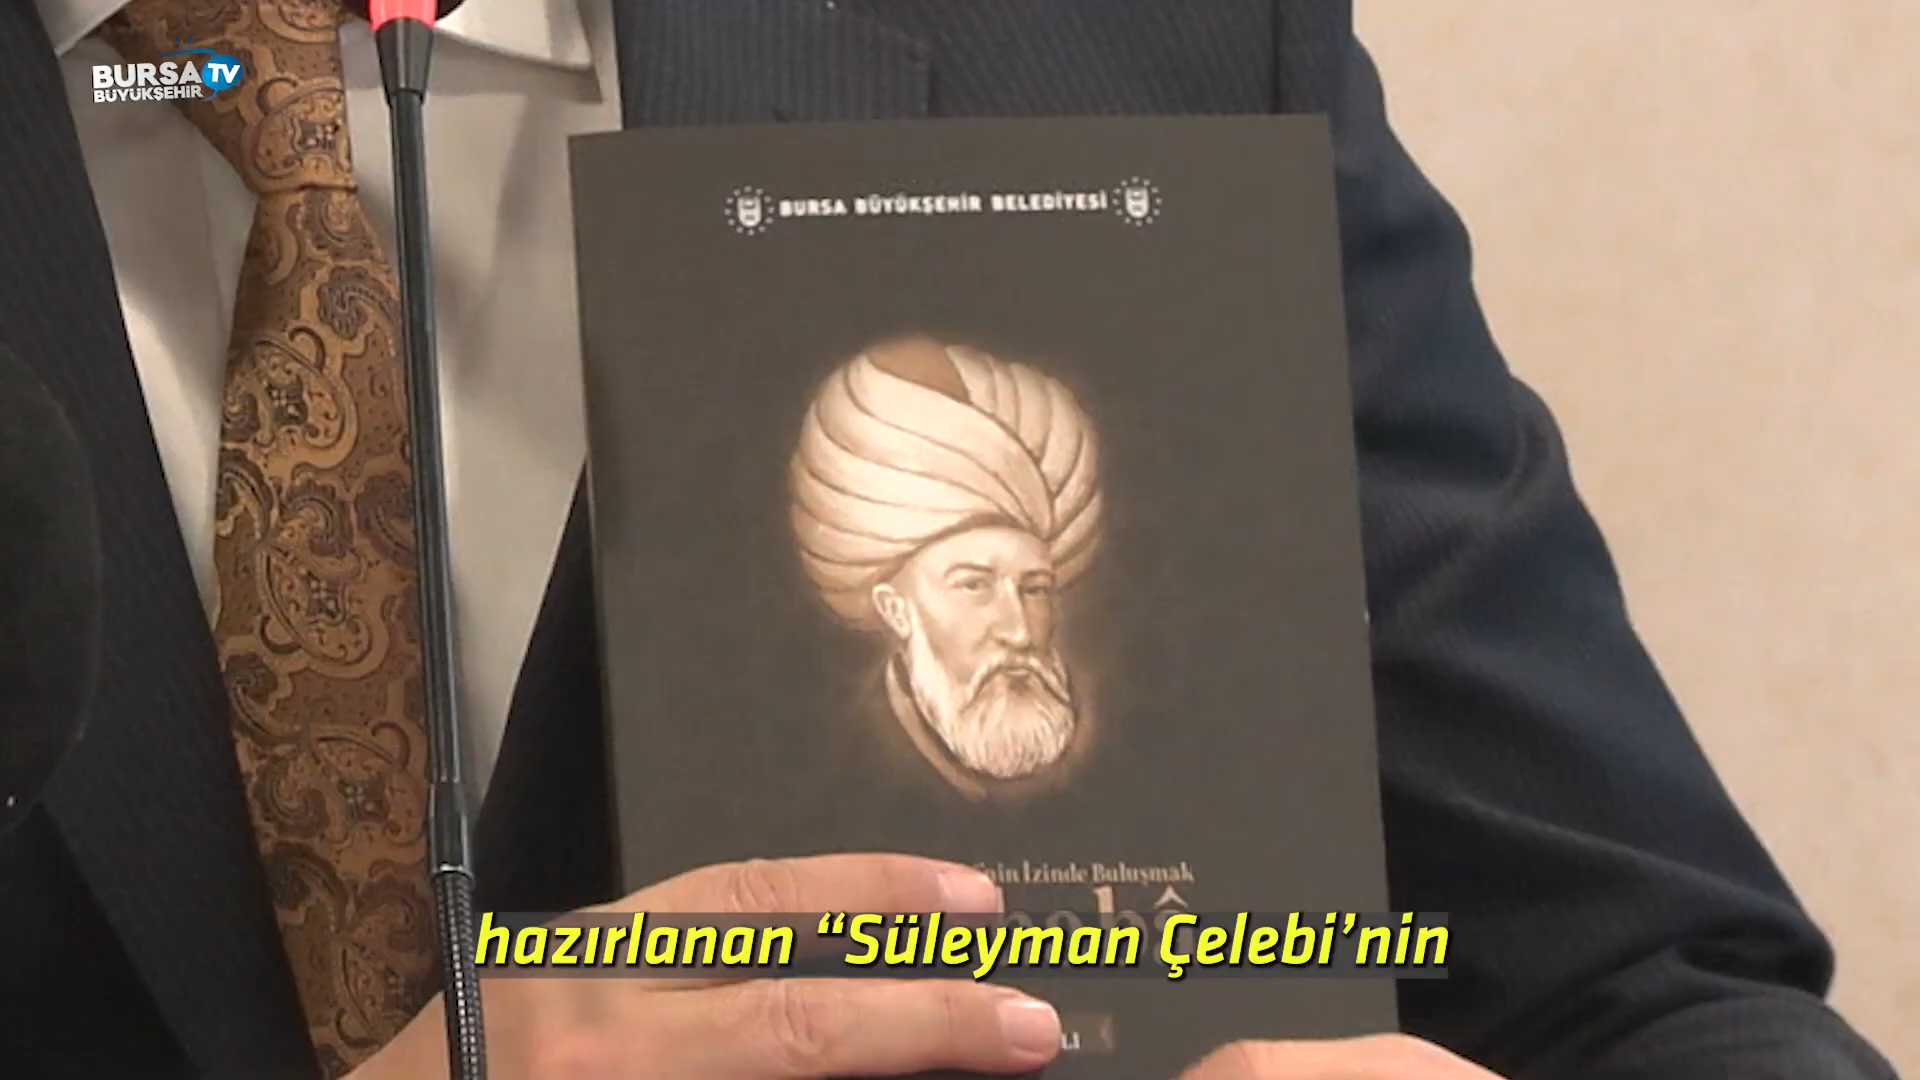 BURSA TV
BÜYÜKŞEHİR
BURSA BÜYÜKŞEHİR BELEDİYESİ
İzinde Buluşmak
hazırlanan “Süleyman Çelebi’nin